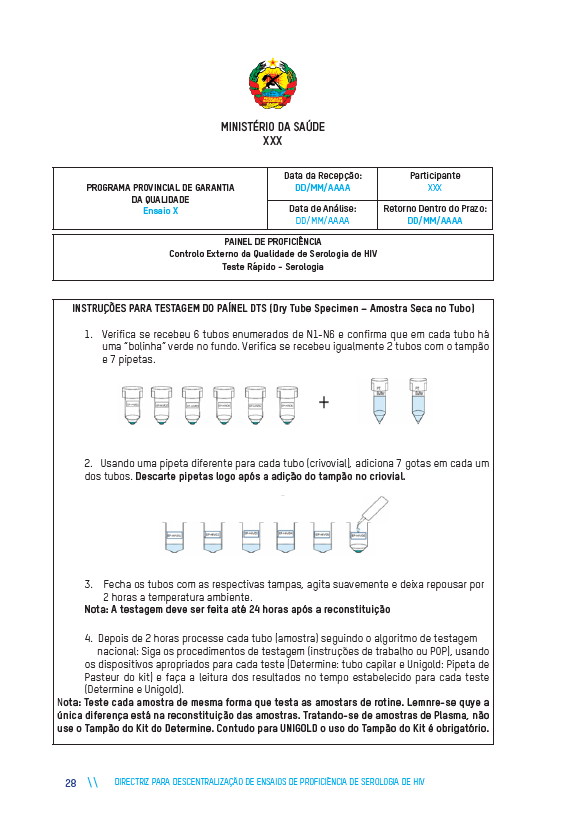 MINISTÉRIO DA SAÚDE
XXX
PROGRAMA PROVINCIAL DE GARANTIA
DA QUALIDADE
Ensaio X
Data da Recepção:
DD/MM/AAAA
Participante
XXX
Data de Análise:
DD/MM/AAAA
Retorno Dentro do Prazo:
DD/MM/AAAA
PAINEL DE PROFICIÊNCIA
Controlo Externo da Qualidade de Serologia de HIV
Teste Rápido - Serologia
INSTRUÇÕES PARA TESTAGEM DO PAÍNEL DTS (Dry Tube Specimen – Amostra Seca no Tubo)
1. Verifica se recebeu 6 tubos enumerados de N1-N6 e confirma que em cada tubo há
uma “bolinha” verde no fundo. Verifica se recebeu igualmente 2 tubos com o tampão
e 7 pipetas.
+
2. Usando uma pipeta diferente para cada tubo (crivovial), adiciona 7 gotas em cada um
dos tubos. Descarte pipetas logo após a adição do tampão no criovial.
3. Fecha os tubos com as respectivas tampas, agita suavemente e deixa repousar por
2 horas a temperatura ambiente.
Nota: A testagem deve ser feita até 24 horas após a reconstituição
4. Depois de 2 horas processe cada tubo (amostra) seguindo o algoritmo de testagem
nacional: Siga os procedimentos de testagem (instruções de trabalho ou POP), usando
os dispositivos apropriados para cada teste (Determine: tubo capilar e Unigold: Pipeta de
Pasteur do kit) e faça a leitura dos resultados no tempo estabelecido para cada teste
(Determine e Unigold).
Nota: Teste cada amostra de mesma forma que testa as amostars de rotine. Lemnre-se quye a
única diferença está na reconstituição das amostras. Tratando-se de amostras de Plasma, não
use o Tampão do Kit do Determine. Contudo para UNIGOLD o uso do Tampão do Kit é obrigatório.
28 \\ DIRECTRIZ PARA DESCENTRALIZAÇÃO DE ENSAIOS DE PROFICIÊNCIA DE SEROLOGIA DE HIV